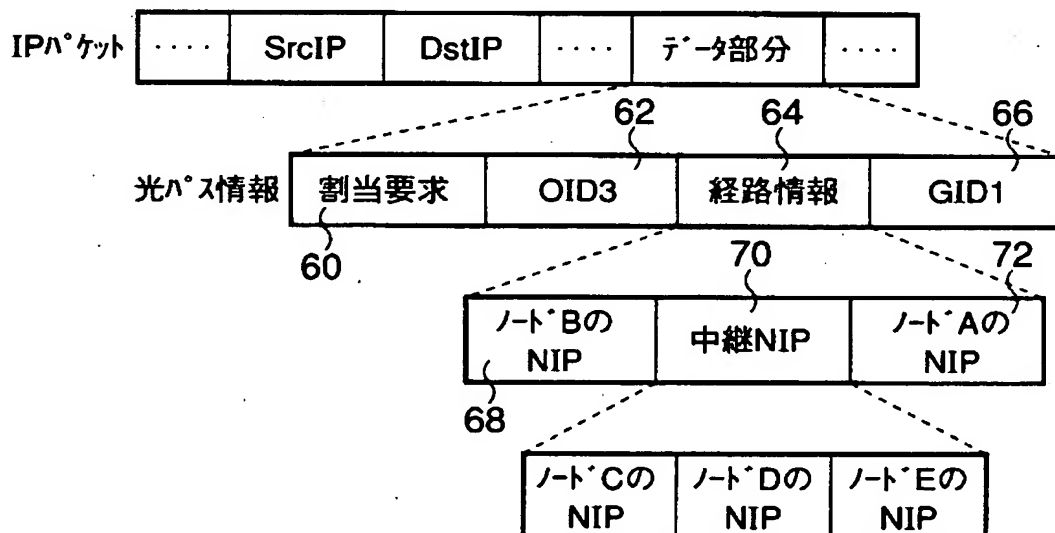 IPパケット ‥‥ SrcIP DstIP ‥‥ データ部分 ‥‥
62 64 66
光パス情報 割当要求 OID3 経路情報 GID1
60 70 72
ノードBの 中継NIP ノードAの
NIP NIP
68
ノードCの ノードDの ノードEの
NIP NIP NIP